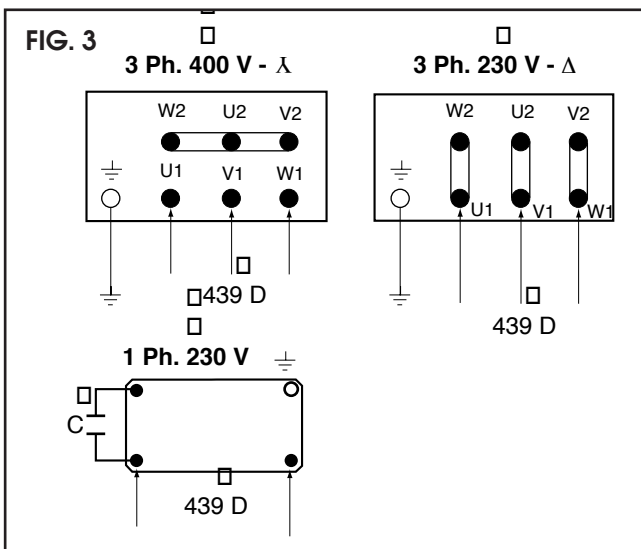 FIG. 3
3 Ph. 400 V - ⅄
W2 U2 V2
U1 V1 W1
439 D
3 Ph. 230 V - Δ
W2 U2 V2
U1 V1 W1
439 D
1 Ph. 230 V
C
439 D